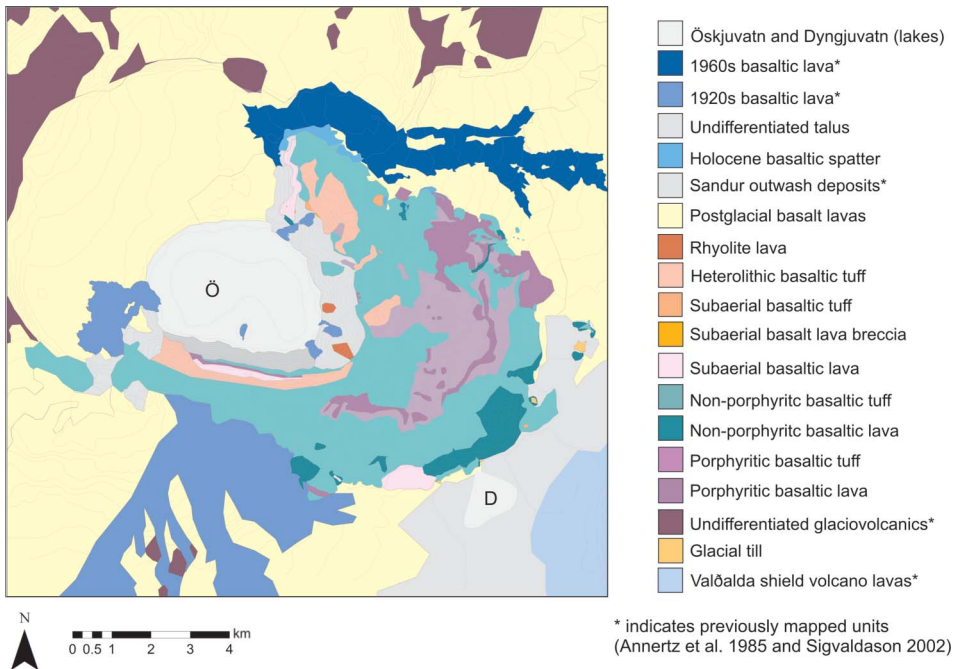 Öskjuvatn and Dyngjuvatn (lakes)
1960s basaltic lava*
1920s basaltic lava*
Undifferentiated talus
Holocene basaltic spatter
Sandur outwash deposits*
Postglacial basalt lavas
Rhyolite lava
Heterolithic basaltic tuff
Subaerial basaltic tuff
Subaerial basalt lava breccia
Subaerial basaltic lava
Non-porphyritc basaltic tuff
Non-porphyritc basaltic lava
Porphyritic basaltic tuff
Porphyritic basaltic lava
Undifferentiated glaciovolcanics*
Glacial till
Valðalda shield volcano lavas*
Ö
D
N
km
0 0.5 1 2 3 4
* indicates previously mapped units
(Annertz et al. 1985 and Sigvaldason 2002)